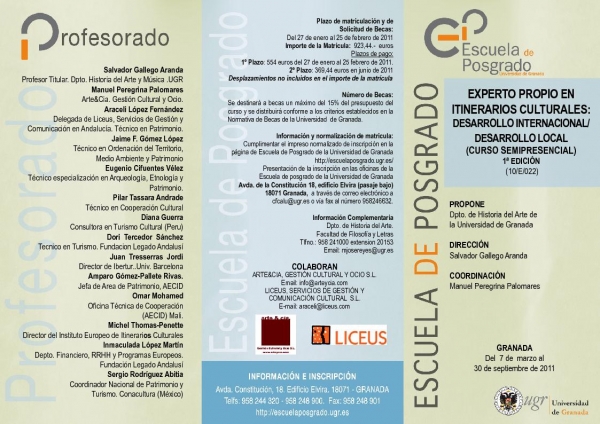 Profesorado
Profesorado
Salvador Gallego Aranda
Profesor Titular. Dpto. Historia del Arte y Música .UGR
Manuel Peregrina Palomares
Arte&Cia. Gestión Cultural y Ocio.
Araceli López Fernández
Delegada de Liceus, Servicios de Gestión y
Comunicación en Andalucía. Técnico en Patrimonio.
Jaime F. Gómez López
Técnico en Ordenación del Territorio,
Medio Ambiente y Patrimonio
Eugenio Cifuentes Vélez
Técnico especialización en Arqueología, Etnología y
Patrimonio.
Pilar Tassara Andrade
Técnico en Cooperación Cultural
Diana Guerra
Consultora en Turismo Cultural (Peru)
Dori Tercedor Sánchez
Técnico en Turismo. Fundacion Legado Andalusí
Juan Tresserras Jordi
Director de Ibertur..Univ. Barcelona
Amparo Gómez-Pallete Rivas.
Jefa de Area de Patrimonio, AECID
Omar Mohamed
Oficina Técnica de Cooperación
(AECID) Mali.
Michel Thomas-Penette
Director del Instituto Europeo de Itinerarios Culturales
Inmaculada López Martín
Depto. Financiero, RRHH y Programas Europeos.
Fundación Legado Andalusí
Sergio Rodríguez Abitia
Coordinador Nacional de Patrimonio y
Turismo. Conacultura (México)
Escuela de Posgrado
Plazo de matriculación y de
Solicitud de Becas:
Del 27 de enero al 25 de febrero de 2011
Importe de la Matrícula: 923,44.- euros
Plazos de pago:
1º Plazo: 554 euros del 27 de enero al 25 de febrero de 2011.
2º Plazo: 369,44 euros en junio de 2011
Desplazamientos no incluidos en el importe de la matrícula
Número de Becas:
Se destinará a becas un máximo del 15% del presupuesto del
curso y se distribuirá conforme a los criterios establecidos en la
Normativa de Becas de la Universidad de Granada.
Información y normalización de matrícula:
Cumplimentar el impreso normalizado de inscripción en la
página de Escuela de Posgrado de la Universidad de Granada
http://escuelaposgrado.ugr.es/
Presentación de la inscripción en las oficinas de la
Escuela de posgrado de la Universidad de Granada
Avda. de la Constitución 18, edificio Elvira (pasaje bajo)
18071 Granada, a través de correo electrónico a
cfcalu@ugr.es o vía fax al número 958246632.
Información Complementaria
Dpto. de Historia del Arte.
Facultad de Filosofía y Letras
Tlfno.: 958 241000 extension 20153
Email: mjosereyes@ugr.es
COLABORAN
ARTE&CIA, GESTIÓN CULTURAL Y OCIO S.L.
Email: info@arteycia.com
LICEUS, SERVICIOS DE GESTIÓN Y
COMUNICACIÓN CULTURAL S.L.
E-mail: araceli@liceus.com
arte & cia
LICEUS
INFORMACIÓN E INSCRIPCIÓN
Avda. Constitución, 18. Edificio Elvira. 18071 - GRANADA
Telfs: 958 244 320 - 958 248 900. Fax: 958 248 901
http://escuelaposgrado.ugr.es
ESCUELA DE POSGRADO
Escuela de
Posgrado
Universidad de Granada
EXPERTO PROPIO EN
ITINERARIOS CULTURALES:
DESARROLLO INTERNACIONAL/
DESARROLLO LOCAL
(CURSO SEMIPRESENCIAL)
1ª EDICIÓN
(10/E/022)
PROPONE
Dpto. de Historia del Arte de
la Universidad de Granada
DIRECCIÓN
Salvador Gallego Aranda
COORDINACIÓN
Manuel Peregrina Palomares
GRANADA
Del 7 de marzo al
30 de septiembre de 2011
ugr
Universidad
de Granada